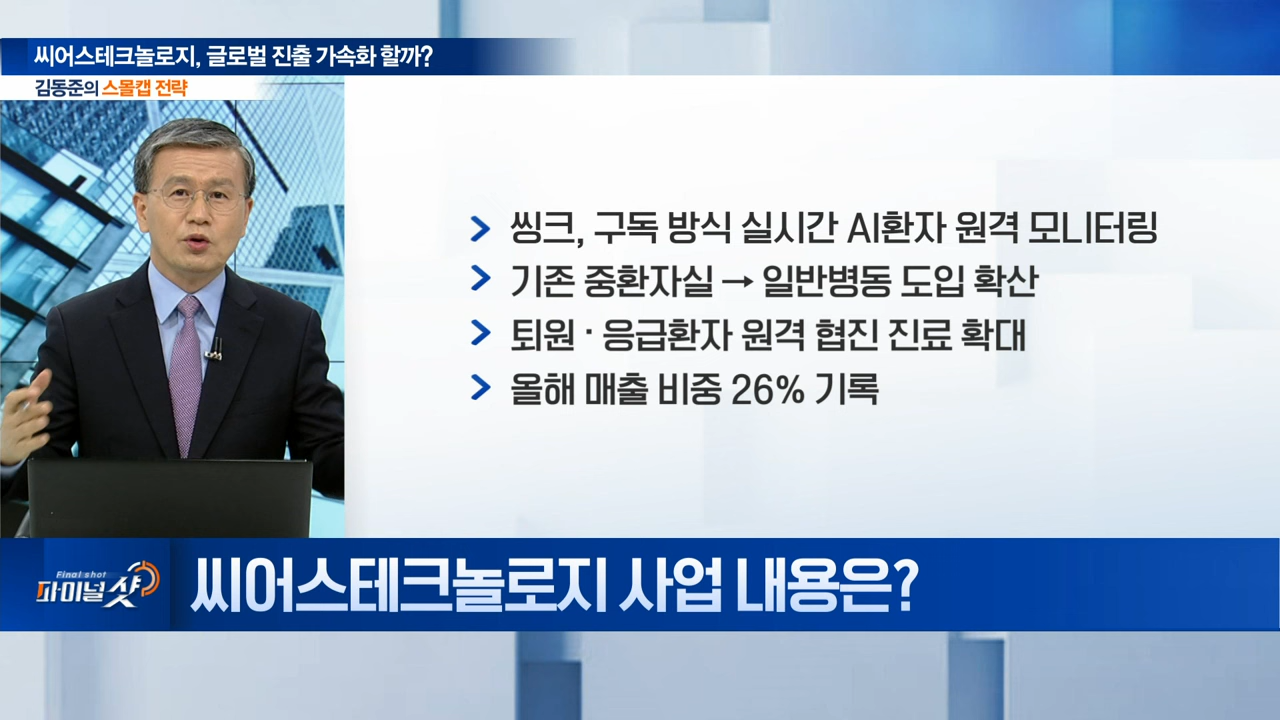 씨어스테크놀로지, 글로벌 진출 가속화 할까?
김동준의 스몰캡 전략
> 씽크, 구독 방식 실시간 AI환자 원격 모니터링
> 기존 중환자실 → 일반병동 도입 확산
> 퇴원·응급환자 원격 협진 진료 확대
> 올해 매출 비중 26% 기록
Final shot
파이널샷
씨어스테크놀로지 사업 내용은?